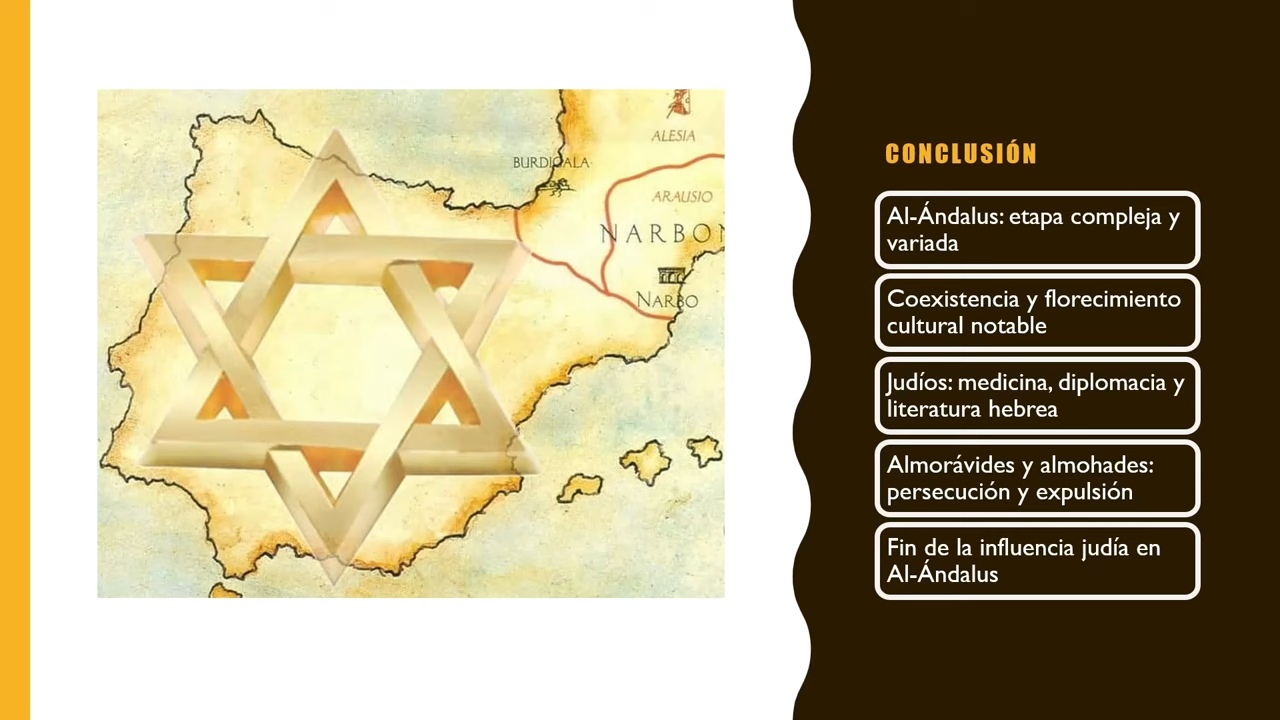 ALESIA
BURDIGALA
ARAUSIO
NARBON
NARBO
CONCLUSIÓN
Al-Ándalus: etapa compleja y
variada
Coexistencia y florecimiento
cultural notable
Judíos: medicina, diplomacia y
literatura hebrea
Almorávides y almohades:
persecución y expulsión
Fin de la influencia judía en
Al-Ándalus